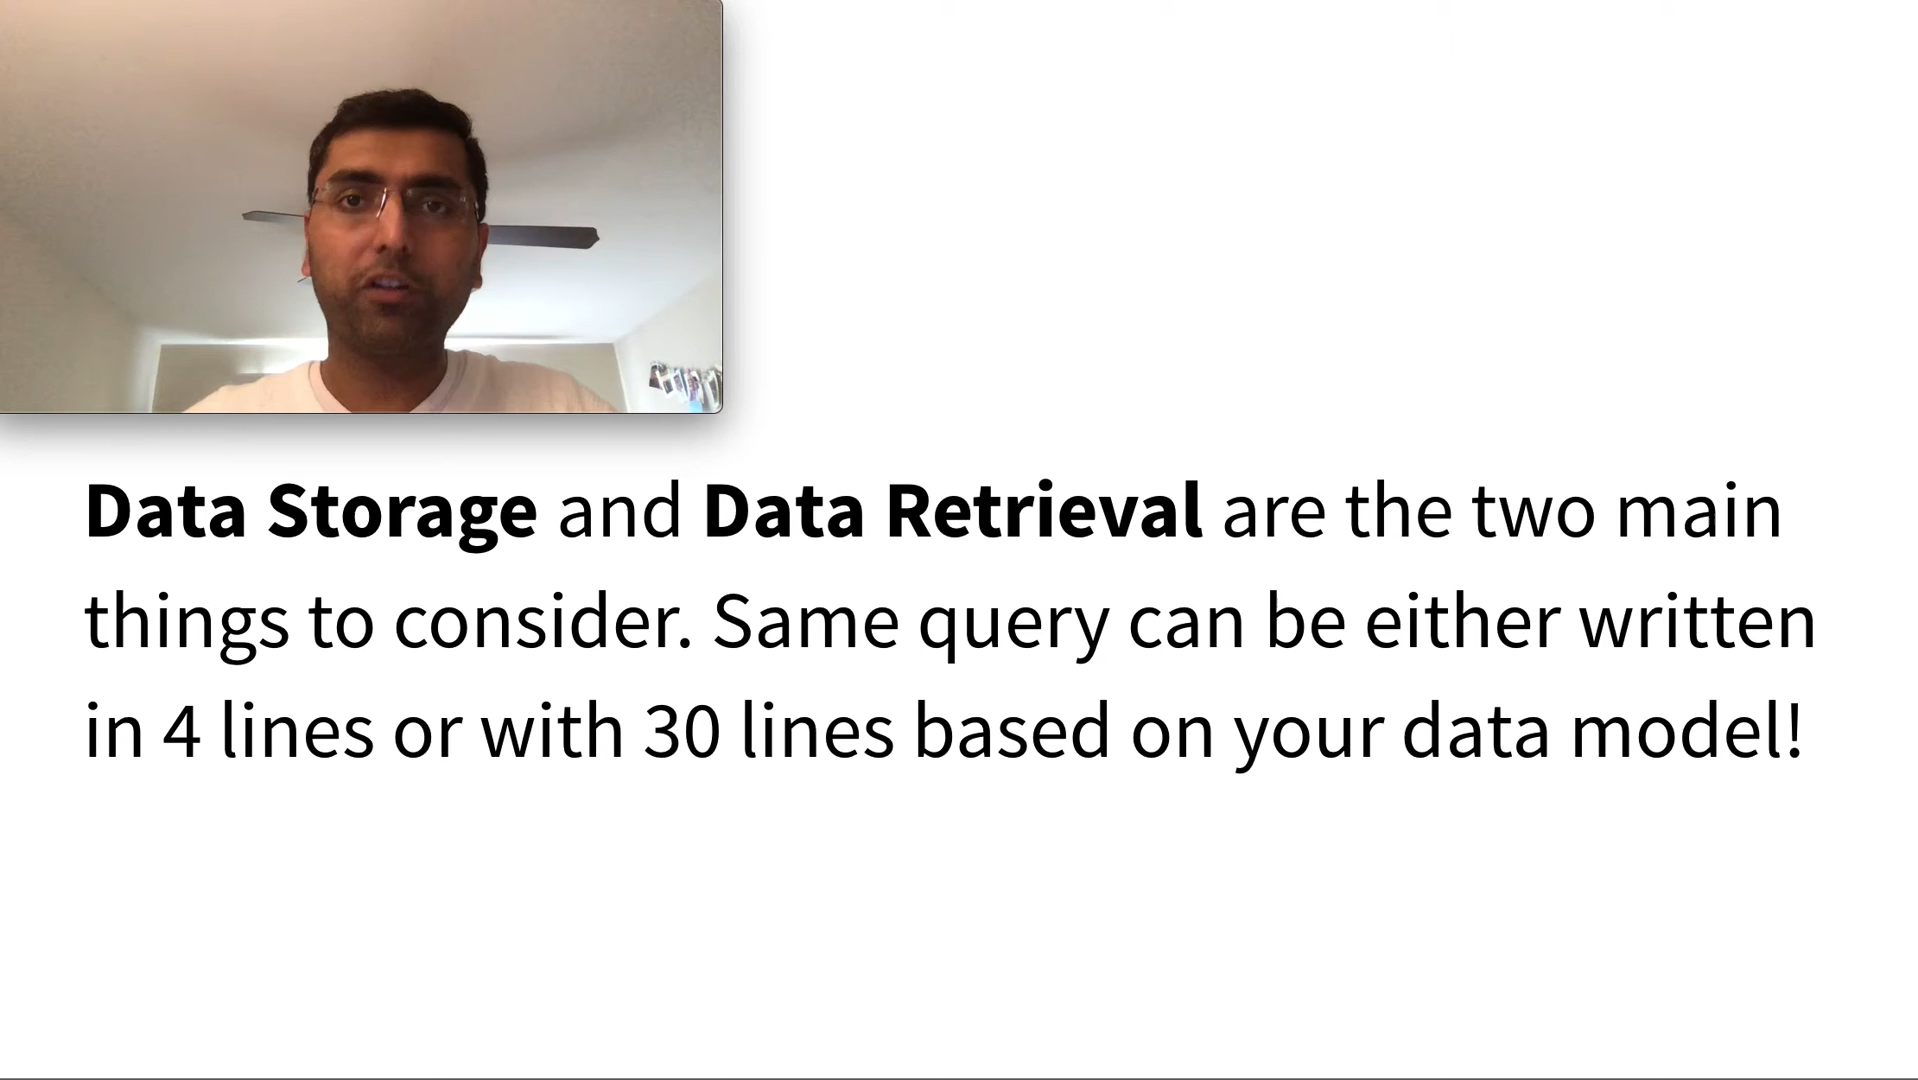 Data Storage and Data Retrieval are the two main
things to consider. Same query can be either written
in 4 lines or with 30 lines based on your data model!